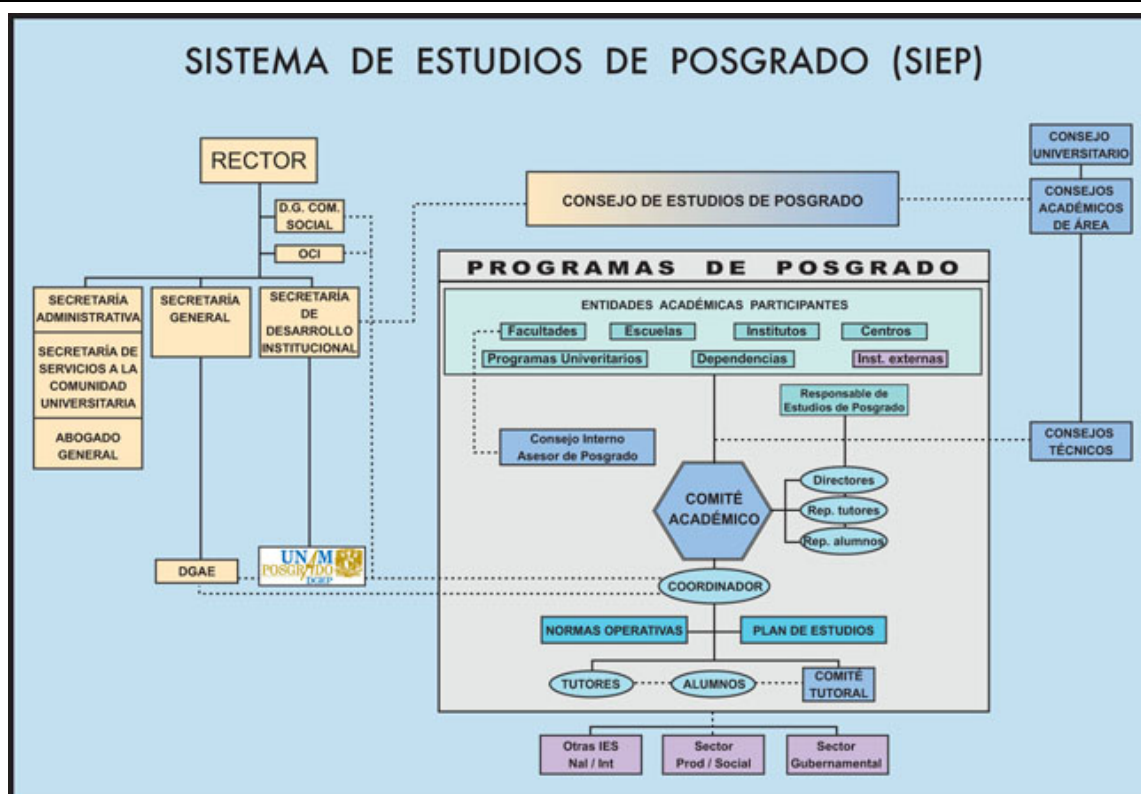 SISTEMA DE ESTUDIOS DE POSGRADO (SIEP)
RECTOR
D.G. COM.
SOCIAL
OCI
SECRETARÍA
ADMINISTRATIVA
SECRETARÍA DE
SERVICIOS A LA
COMUNIDAD
UNIVERSITARIA
ABOGADO
GENERAL
SECRETARÍA
GENERAL
SECRETARÍA
DE
DESARROLLO
INSTITUCIONAL
DGAE
UNAM
POSGRADO
DGEP
CONSEJO DE ESTUDIOS DE POSGRADO
CONSEJO
UNIVERSITARIO
CONSEJOS
ACADÉMICOS
DE ÁREA
CONSEJOS
TÉCNICOS
PROGRAMAS DE POSGRADO
ENTIDADES ACADÉMICAS PARTICIPANTES
Facultades
Escuelas
Institutos
Centros
Programas Univeritarios
Dependencias
Inst. externas
Responsable de
Estudios de Posgrado
Consejo Interno
Asesor de Posgrado
COMITÉ
ACADÉMICO
Directores
Rep. tutores
Rep. alumnos
COORDINADOR
NORMAS OPERATIVAS
PLAN DE ESTUDIOS
TUTORES
ALUMNOS
COMITÉ
TUTORAL
Otras IES
Nal / Int
Sector
Prod / Social
Sector
Gubernamental